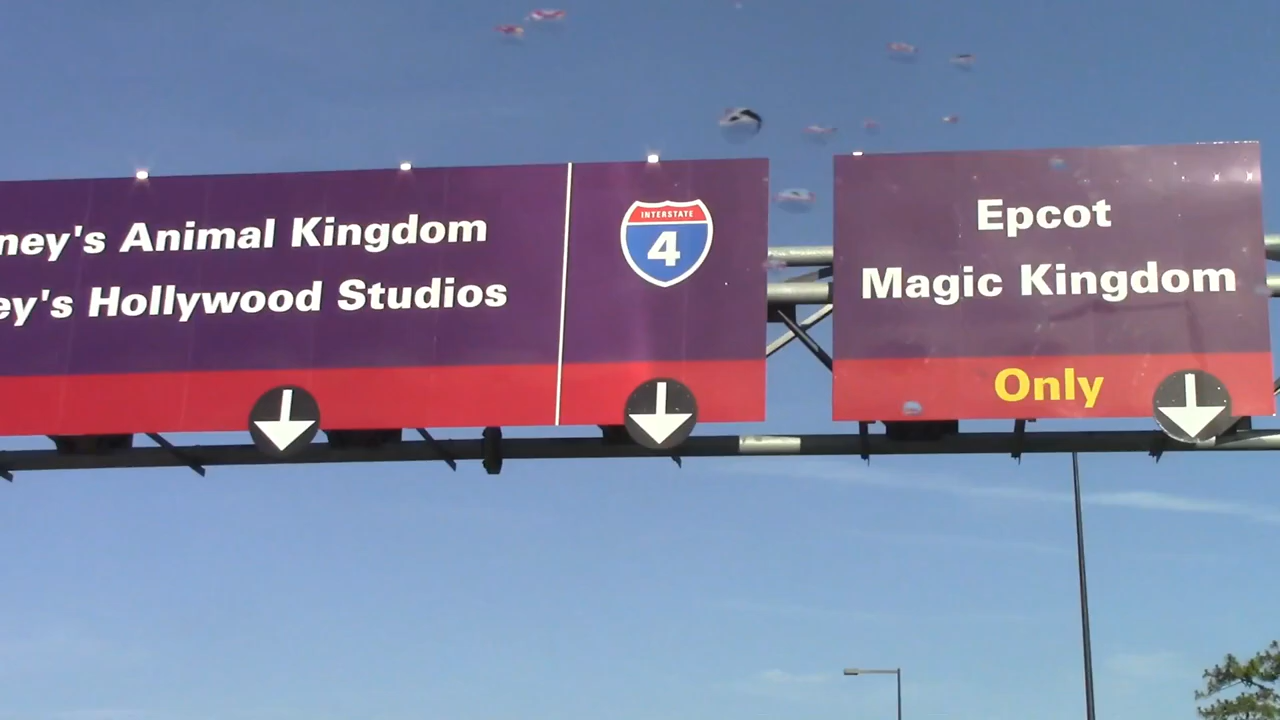 ney's Animal Kingdom
ey's Hollywood Studios
INTERSTATE
4
Epcot
Magic Kingdom
Only